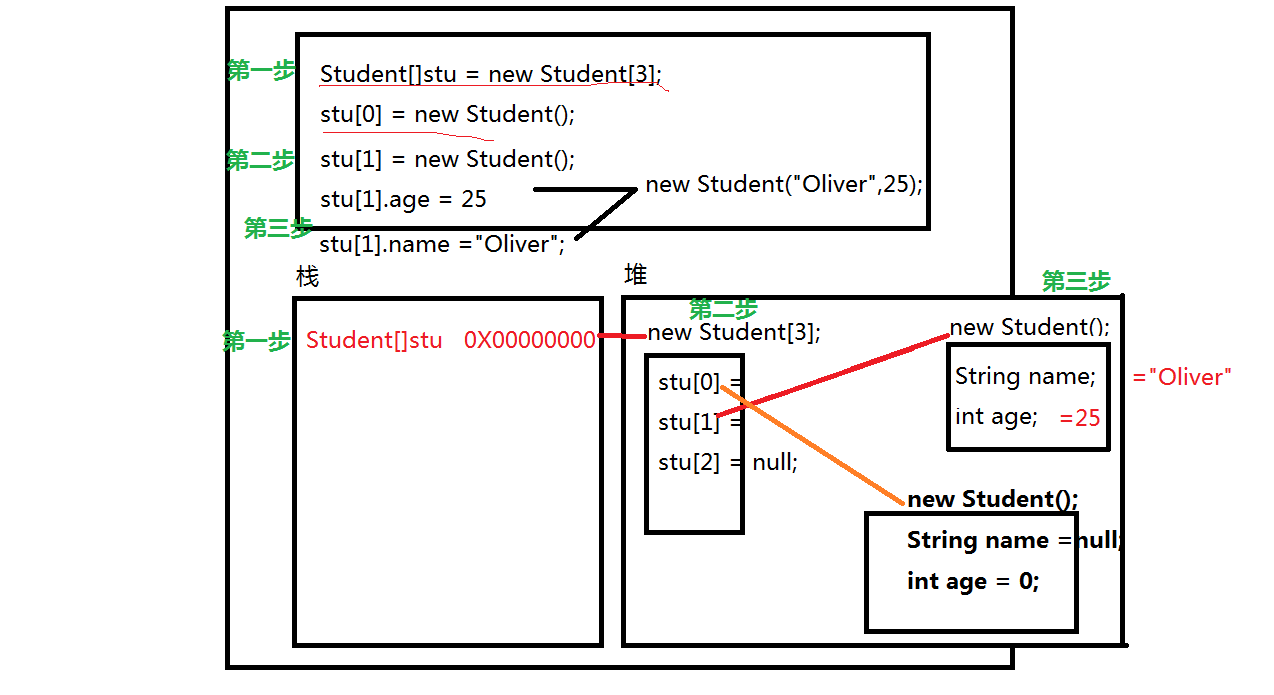 第一步
Student[]stu = new Student[3];
stu[0] = new Student();
第二步
stu[1] = new Student();
stu[1].age = 25
new Student("Oliver",25);
第三步
stu[1].name ="Oliver";
栈
堆
第三步
第一步
Student[]stu 0X00000000
第二步
new Student[3];
new Student();
stu[0] =
String name;
="Oliver"
stu[1] =
int age; =25
stu[2] = null;
new Student();
String name =null;
int age = 0;